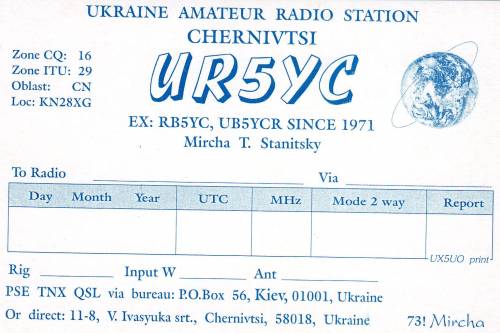 UKRAINE AMATEUR RADIO STATION
CHERNIVTSI
Zone CQ: 16
Zone ITU: 29
Oblast: CN
Loc: KN28XG
UR5YC
EX: RB5YC, UB5YCR SINCE 1971
Mircha T. Stanitsky
To Radio Via
Day Month Year UTC MHz Mode 2 way Report
UX5UO print
Rig Input W Ant
PSE TNX QSL via bureau: P.O.Box 56, Kiev, 01001, Ukraine
Or direct: 11-8, V. Ivasyuka srt., Chernivtsi, 58018, Ukraine 73! Mircha